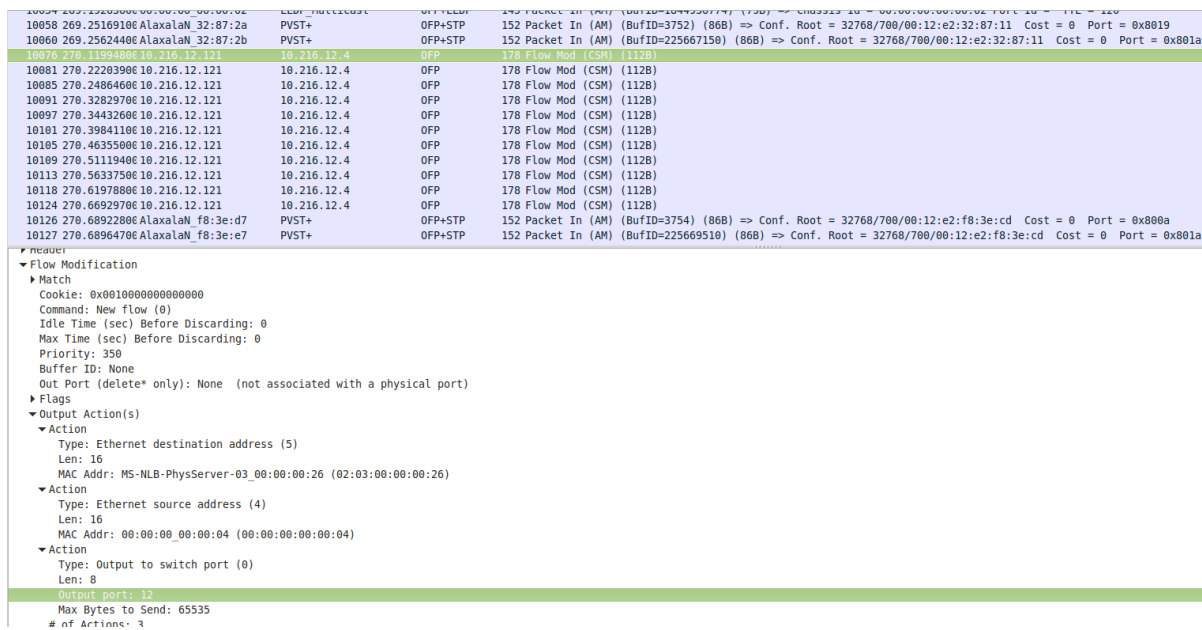 10058 269.25169100 AlaxalaN_32:87:2a PVST+ OFP+STP 152 Packet In (AM) (BufID=3752) (86B) => Conf. Root = 32768/700/00:12:e2:32:87:11 Cost = 0 Port = 0x8019
10060 269.25624400 AlaxalaN_32:87:2b PVST+ OFP+STP 152 Packet In (AM) (BufID=225667150) (86B) => Conf. Root = 32768/700/00:12:e2:32:87:11 Cost = 0 Port = 0x801a
10076 270.11994800 10.216.12.121 10.216.12.4 OFP 178 Flow Mod (CSM) (112B)
10081 270.22203900 10.216.12.121 10.216.12.4 OFP 178 Flow Mod (CSM) (112B)
10085 270.24864600 10.216.12.121 10.216.12.4 OFP 178 Flow Mod (CSM) (112B)
10091 270.32829700 10.216.12.121 10.216.12.4 OFP 178 Flow Mod (CSM) (112B)
10097 270.34432600 10.216.12.121 10.216.12.4 OFP 178 Flow Mod (CSM) (112B)
10101 270.39841100 10.216.12.121 10.216.12.4 OFP 178 Flow Mod (CSM) (112B)
10105 270.46355000 10.216.12.121 10.216.12.4 OFP 178 Flow Mod (CSM) (112B)
10109 270.51119400 10.216.12.121 10.216.12.4 OFP 178 Flow Mod (CSM) (112B)
10113 270.56337500 10.216.12.121 10.216.12.4 OFP 178 Flow Mod (CSM) (112B)
10118 270.61978800 10.216.12.121 10.216.12.4 OFP 178 Flow Mod (CSM) (112B)
10124 270.66929700 10.216.12.121 10.216.12.4 OFP 178 Flow Mod (CSM) (112B)
10126 270.68922800 AlaxalaN_f8:3e:d7 PVST+ OFP+STP 152 Packet In (AM) (BufID=3754) (86B) => Conf. Root = 32768/700/00:12:e2:f8:3e:cd Cost = 0 Port = 0x800a
10127 270.68964700 AlaxalaN_f8:3e:e7 PVST+ OFP+STP 152 Packet In (AM) (BufID=225669510) (86B) => Conf. Root = 32768/700/00:12:e2:f8:3e:cd Cost = 0 Port = 0x801a
Header
Flow Modification
Match
Cookie: 0x0010000000000000
Command: New flow (0)
Idle Time (sec) Before Discarding: 0
Max Time (sec) Before Discarding: 0
Priority: 350
Buffer ID: None
Out Port (delete* only): None (not associated with a physical port)
Flags
Output Action(s)
Action
Type: Ethernet destination address (5)
Len: 16
MAC Addr: MS-NLB-PhysServer-03_00:00:00:26 (02:03:00:00:00:26)
Action
Type: Ethernet source address (4)
Len: 16
MAC Addr: 00:00:00_00:00:04 (00:00:00:00:00:04)
Action
Type: Output to switch port (0)
Len: 8
Output port: 12
Max Bytes to Send: 65535
# of Actions: 3